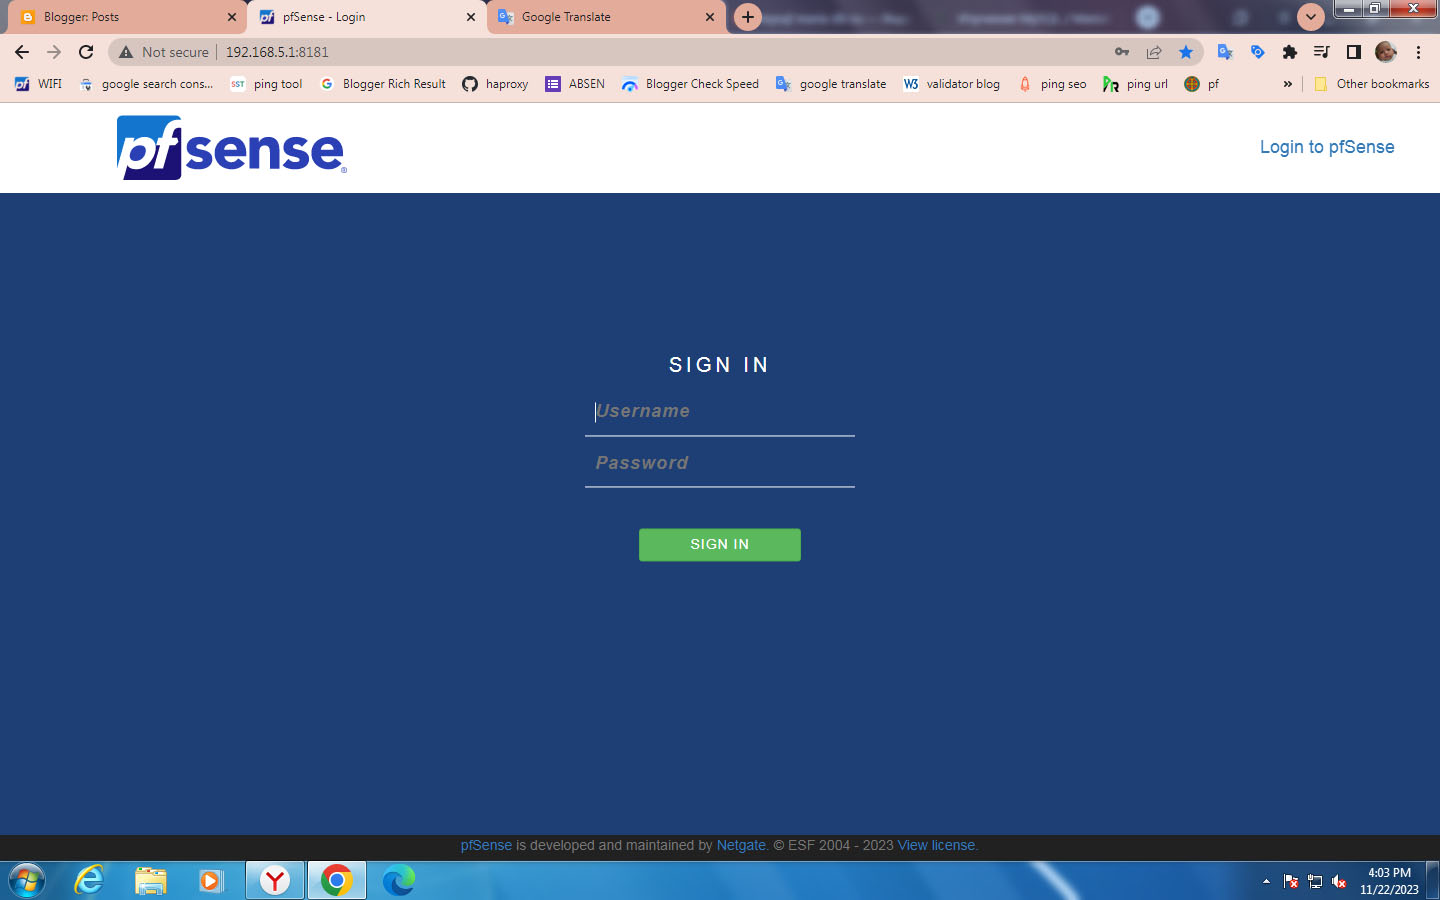 Blogger: Posts
pfSense - Login
Google Translate
Not secure
192.168.5.1:8181
WIFI
google search cons...
SST
ping tool
Blogger Rich Result
haproxy
ABSEN
Blogger Check Speed
google translate
W3
validator blog
ping seo
ping url
pf
»
Other bookmarks
pfsense®
Login to pfSense
SIGN IN
Username
Password
SIGN IN
pfSense is developed and maintained by Netgate. © ESF 2004 - 2023 View license.
4:03 PM
11/22/2023